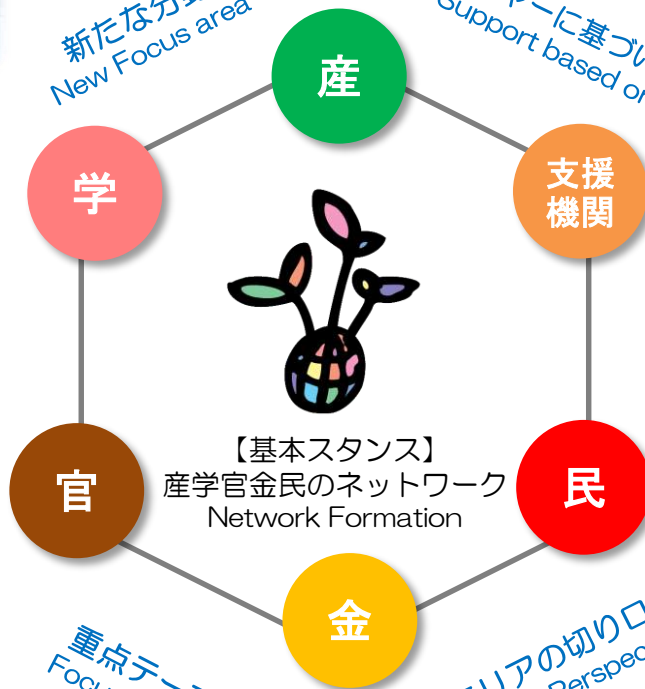 新たな分
New Focus area
ーに基づい
Support based o
産
学
支援
機関
【基本スタンス】
産学官金民のネットワーク
Network Formation
官
民
金
重点テー
Focu
リアの切り口
Perspec